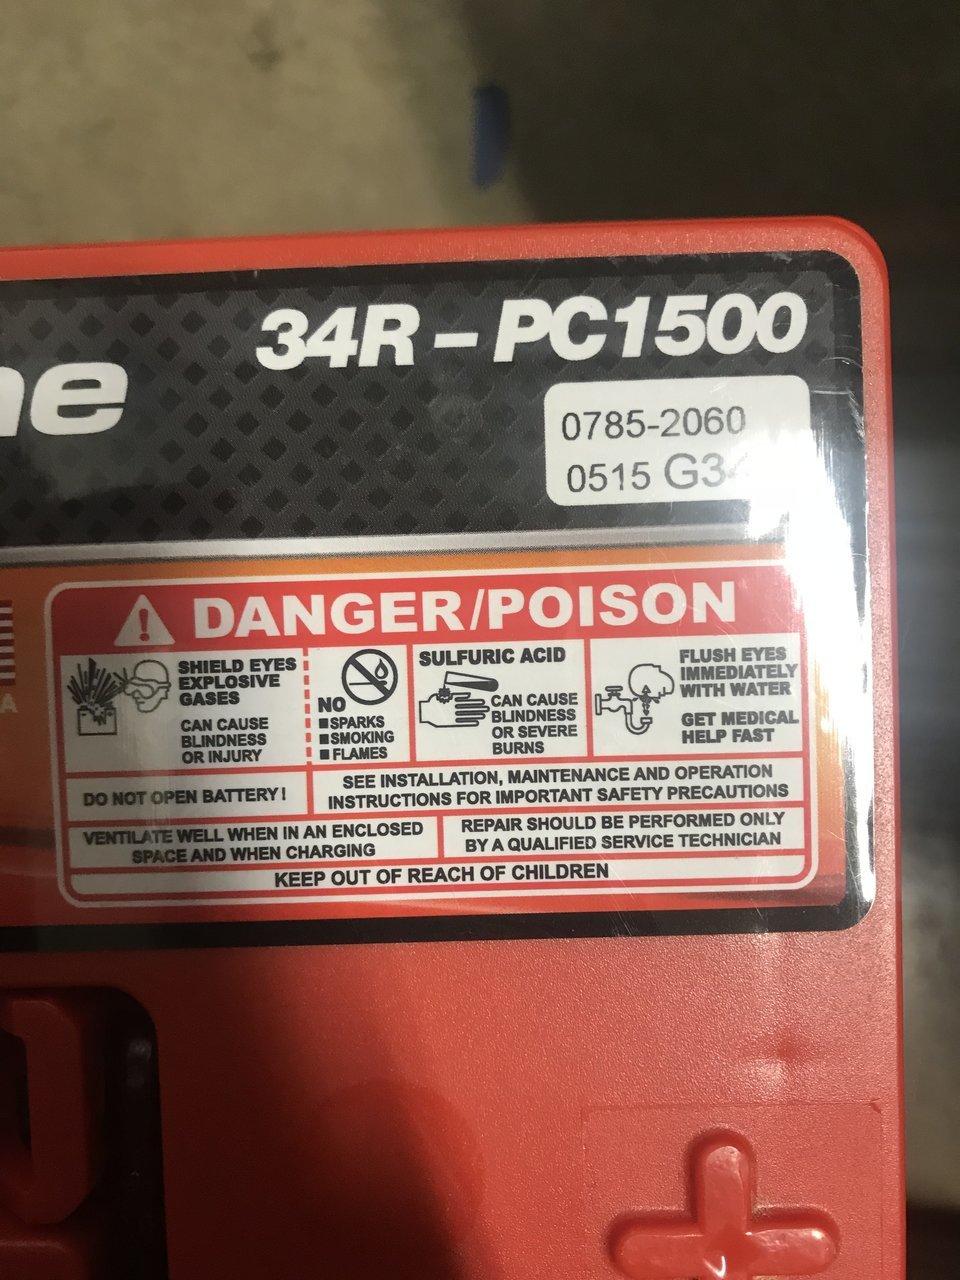 34R – PC1500
0785-2060
0515
DANGER/POISON
SHIELD EYES
EXPLOSIVE
GASES
CAN CAUSE
BLINDNESS
OR INJURY
NO
SPARKS
SMOKING
FLAMES
SULFURIC ACID
CAN CAUSE
BLINDNESS
OR SEVERE
BURNS
FLUSH EYES
IMMEDIATELY
WITH WATER
GET MEDICAL
HELP FAST
DO NOT OPEN BATTERY!
SEE INSTALLATION, MAINTENANCE AND OPERATION
INSTRUCTIONS FOR IMPORTANT SAFETY PRECAUTIONS
VENTILATE WELL WHEN IN AN ENCLOSED
SPACE AND WHEN CHARGING
REPAIR SHOULD BE PERFORMED ONLY
BY A QUALIFIED SERVICE TECHNICIAN
KEEP OUT OF REACH OF CHILDREN